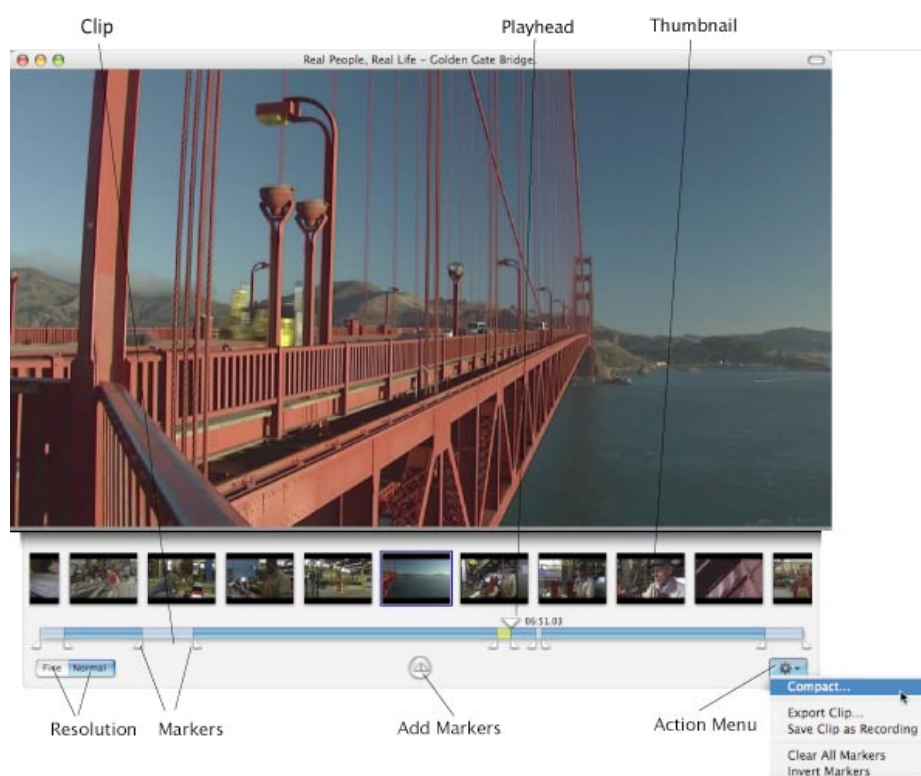 Clip
Playhead
Thumbnail
Real People, Real Life – Golden Gate Bridge.
06:51.03
Fine
Normal
Resolution
Markers
Add Markers
Action Menu
Compact...
Export Clip...
Save Clip as Recording
Clear All Markers
Invert Markers